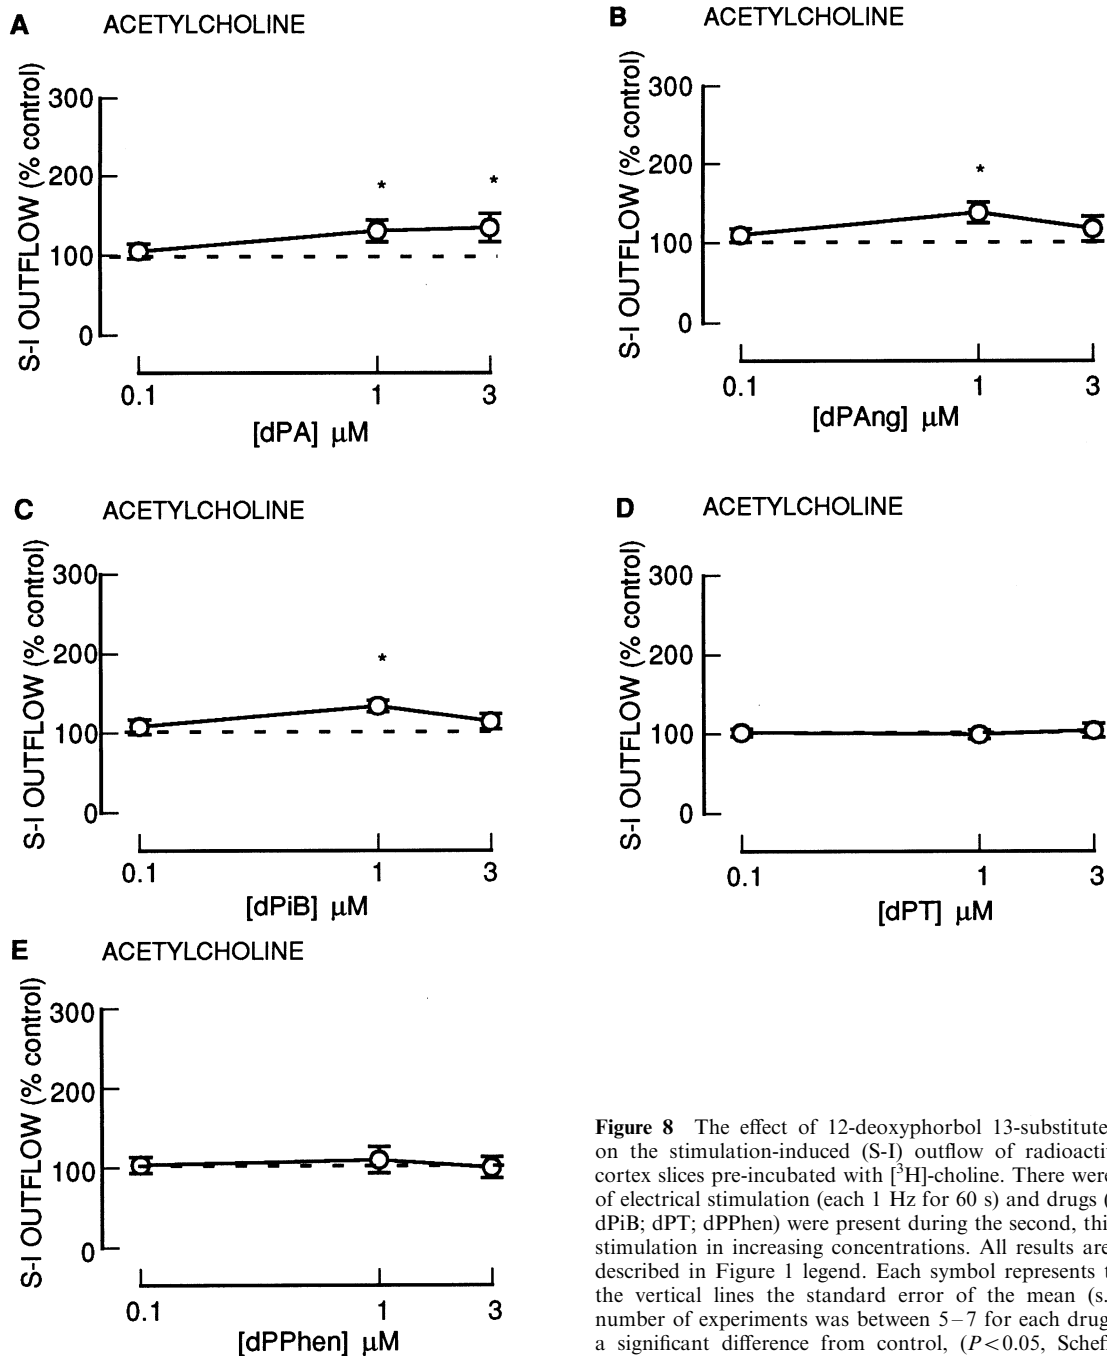 A ACETYLCHOLINE
S-I OUTFLOW (% control)
300
200
100
0
* *
0.1 1 3
[dPA] μM
B ACETYLCHOLINE
S-I OUTFLOW (% control)
300
200
100
0
*
0.1 1 3
[dPAng] μM
C ACETYLCHOLINE
S-I OUTFLOW (% control)
300
200
100
0
*
0.1 1 3
[dPiB] μM
D ACETYLCHOLINE
S-I OUTFLOW (% control)
300
200
100
0
0.1 1 3
[dPT] μM
E ACETYLCHOLINE
S-I OUTFLOW (% control)
300
200
100
0
0.1 1 3
[dPPhen] μM
Figure 8 The effect of 12-deoxyphorbol 13-substitute
on the stimulation-induced (S-I) outflow of radioacti
cortex slices pre-incubated with [³H]-choline. There were
of electrical stimulation (each 1 Hz for 60 s) and drugs (
dPiB; dPT; dPPhen) were present during the second, thi
stimulation in increasing concentrations. All results are
described in Figure 1 legend. Each symbol represents t
the vertical lines the standard error of the mean (s.
number of experiments was between 5–7 for each drug
a significant difference from control, (P<0.05, Schef